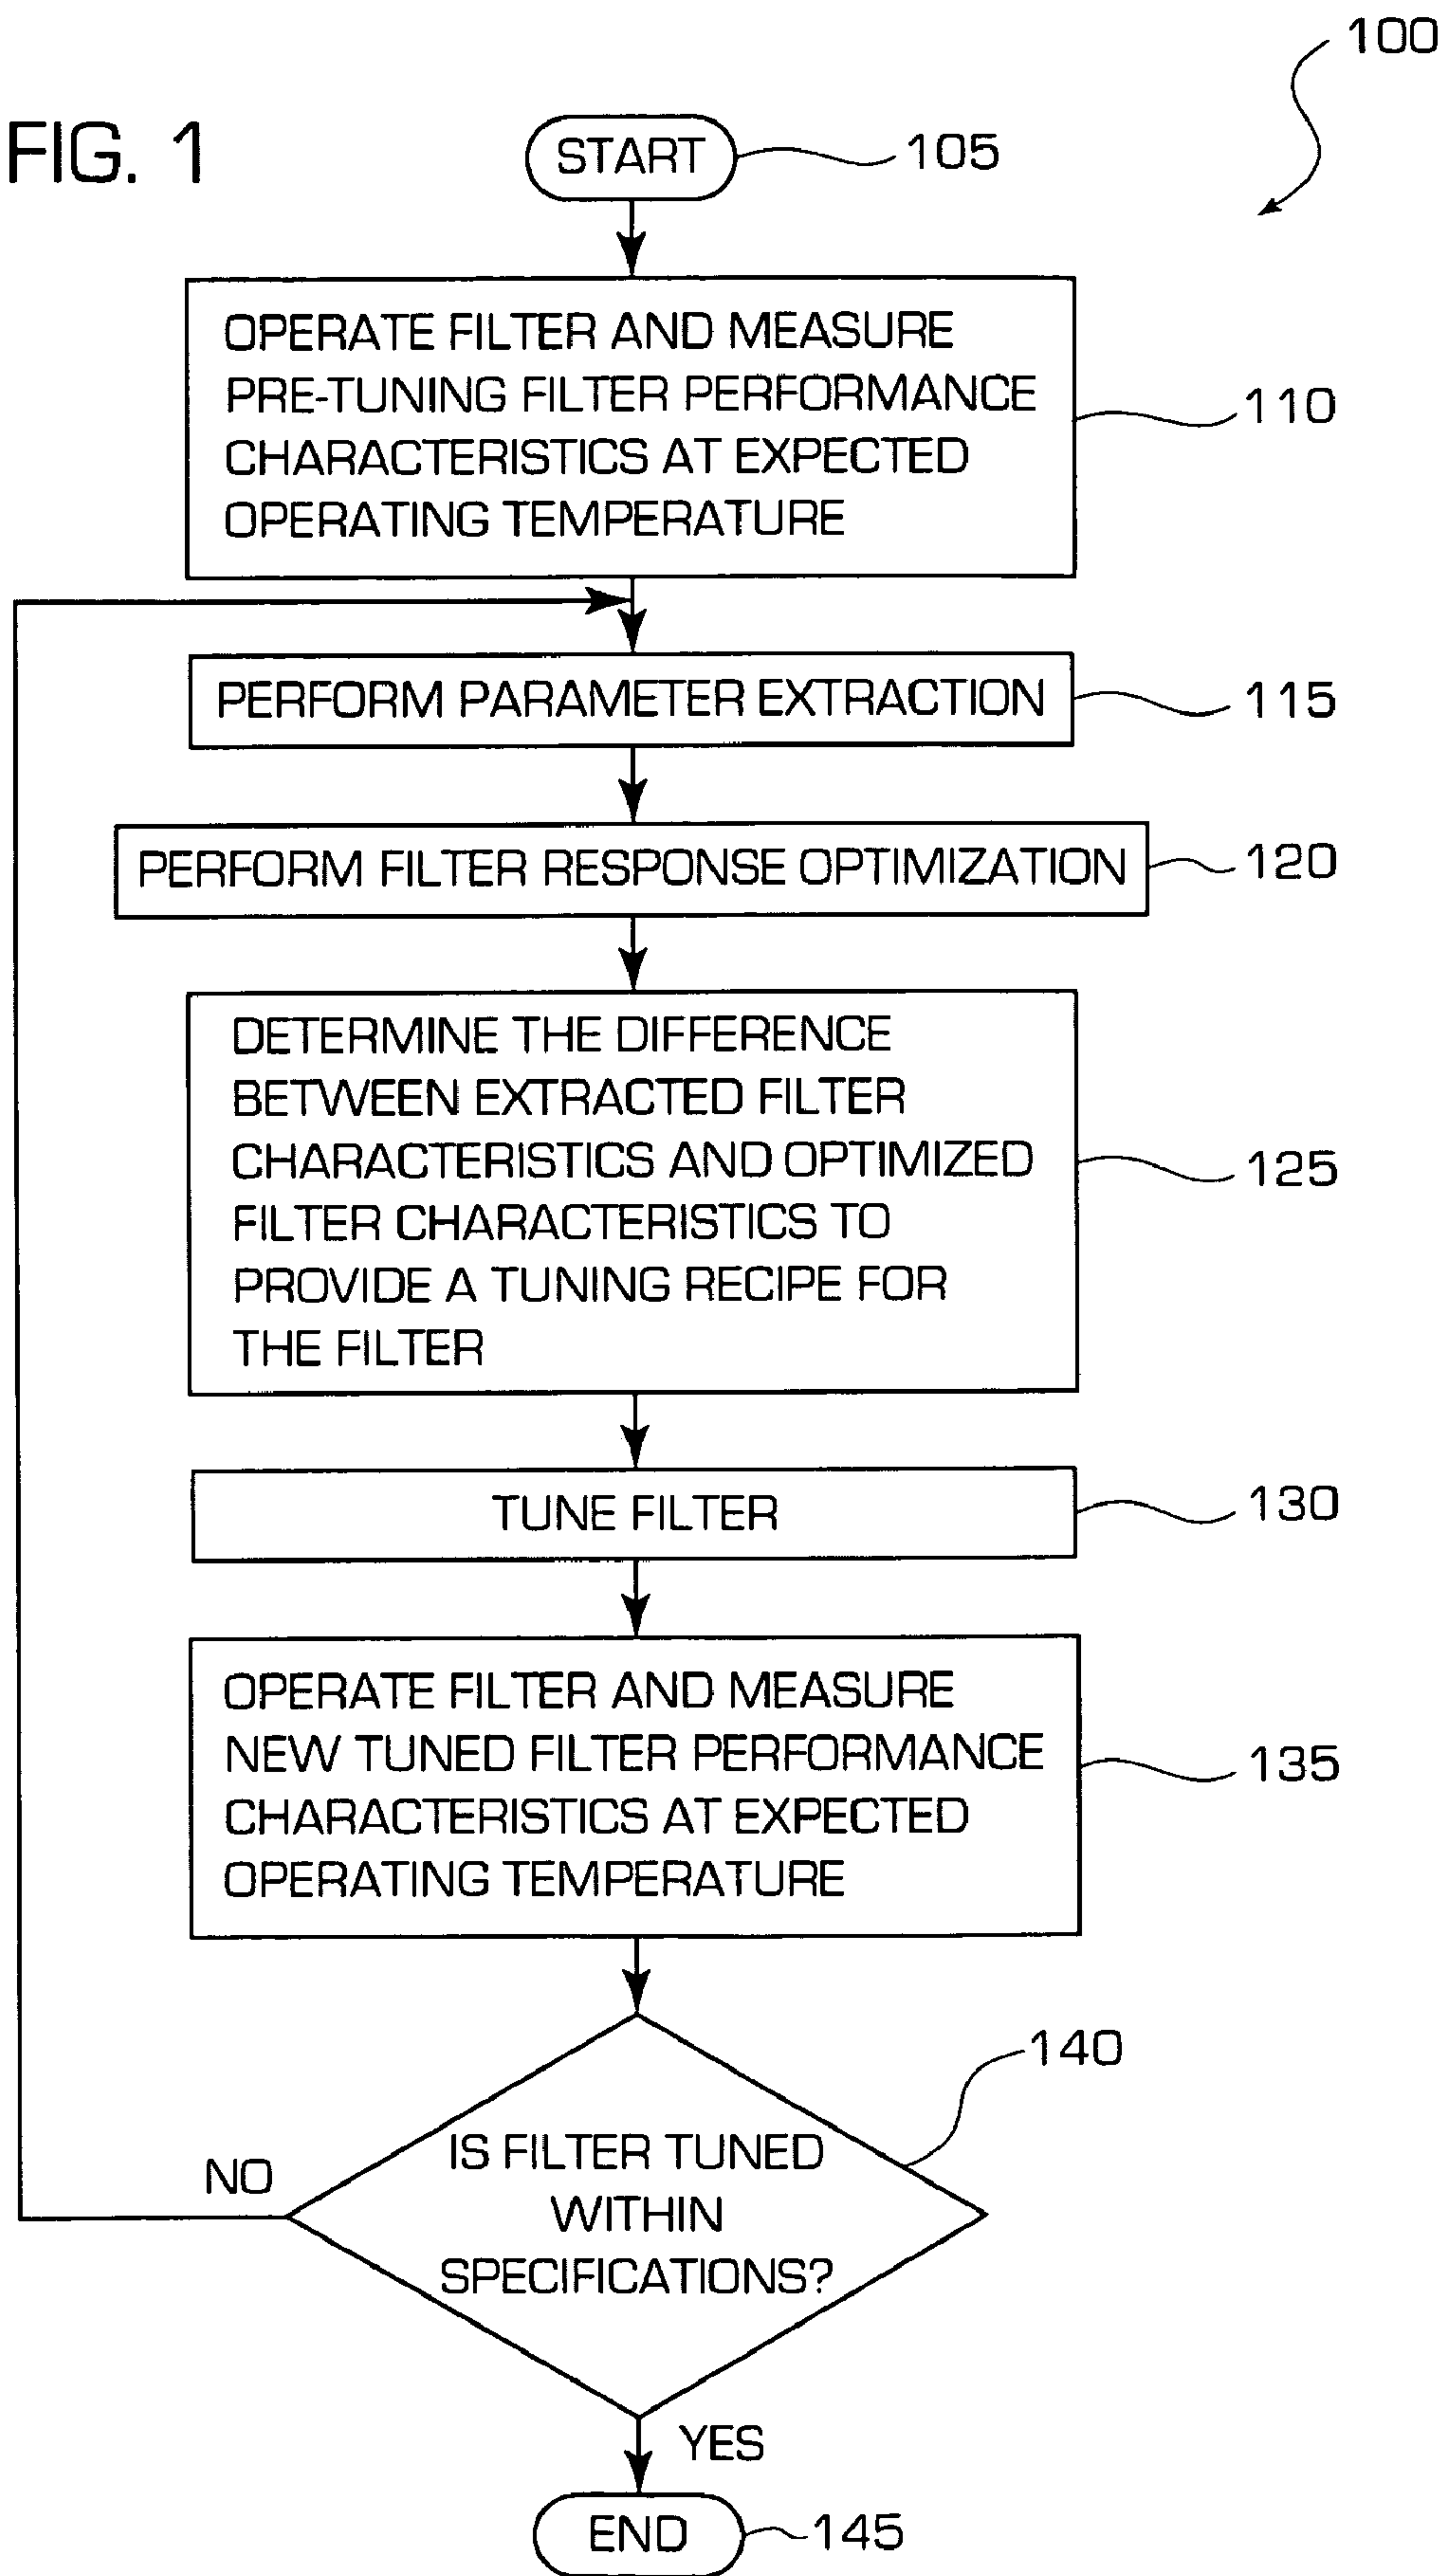 100
FIG. 1
START
105
OPERATE FILTER AND MEASURE
PRE-TUNING FILTER PERFORMANCE
CHARACTERISTICS AT EXPECTED
OPERATING TEMPERATURE
110
PERFORM PARAMETER EXTRACTION
115
PERFORM FILTER RESPONSE OPTIMIZATION
120
DETERMINE THE DIFFERENCE
BETWEEN EXTRACTED FILTER
CHARACTERISTICS AND OPTIMIZED
FILTER CHARACTERISTICS TO
PROVIDE A TUNING RECIPE FOR
THE FILTER
125
TUNE FILTER
130
OPERATE FILTER AND MEASURE
NEW TUNED FILTER PERFORMANCE
CHARACTERISTICS AT EXPECTED
OPERATING TEMPERATURE
135
140
IS FILTER TUNED
WITHIN
SPECIFICATIONS?
NO
YES
END
145